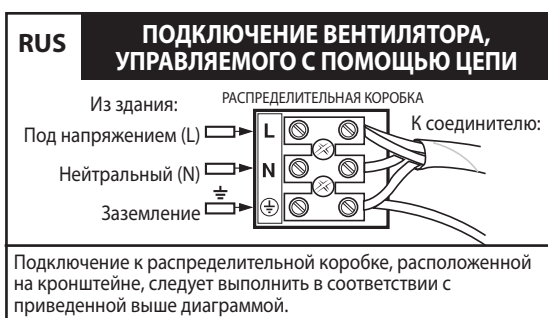 RUS
ПОДКЛЮЧЕНИЕ ВЕНТИЛЯТОРА,
УПРАВЛЯЕМОГО С ПОМОЩЬЮ ЦЕПИ
Из здания:
РАСПРЕДЕЛИТЕЛЬНАЯ КОРОБКА
К соединителю:
Под напряжением (L)
L
Нейтральный (N)
N
Заземление
Подключение к распределительной коробке, расположенной
на кронштейне, следует выполнить в соответствии с
приведенной выше диаграммой.